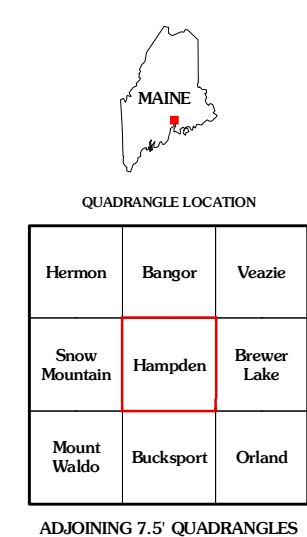 MAINE
QUADRANGLE LOCATION
Hermon
Bangor
Veazie
Snow
Mountain
Hampden
Brewer
Lake
Mount
Waldo
Bucksport
Orland
ADJOINING 7.5' QUADRANGLES